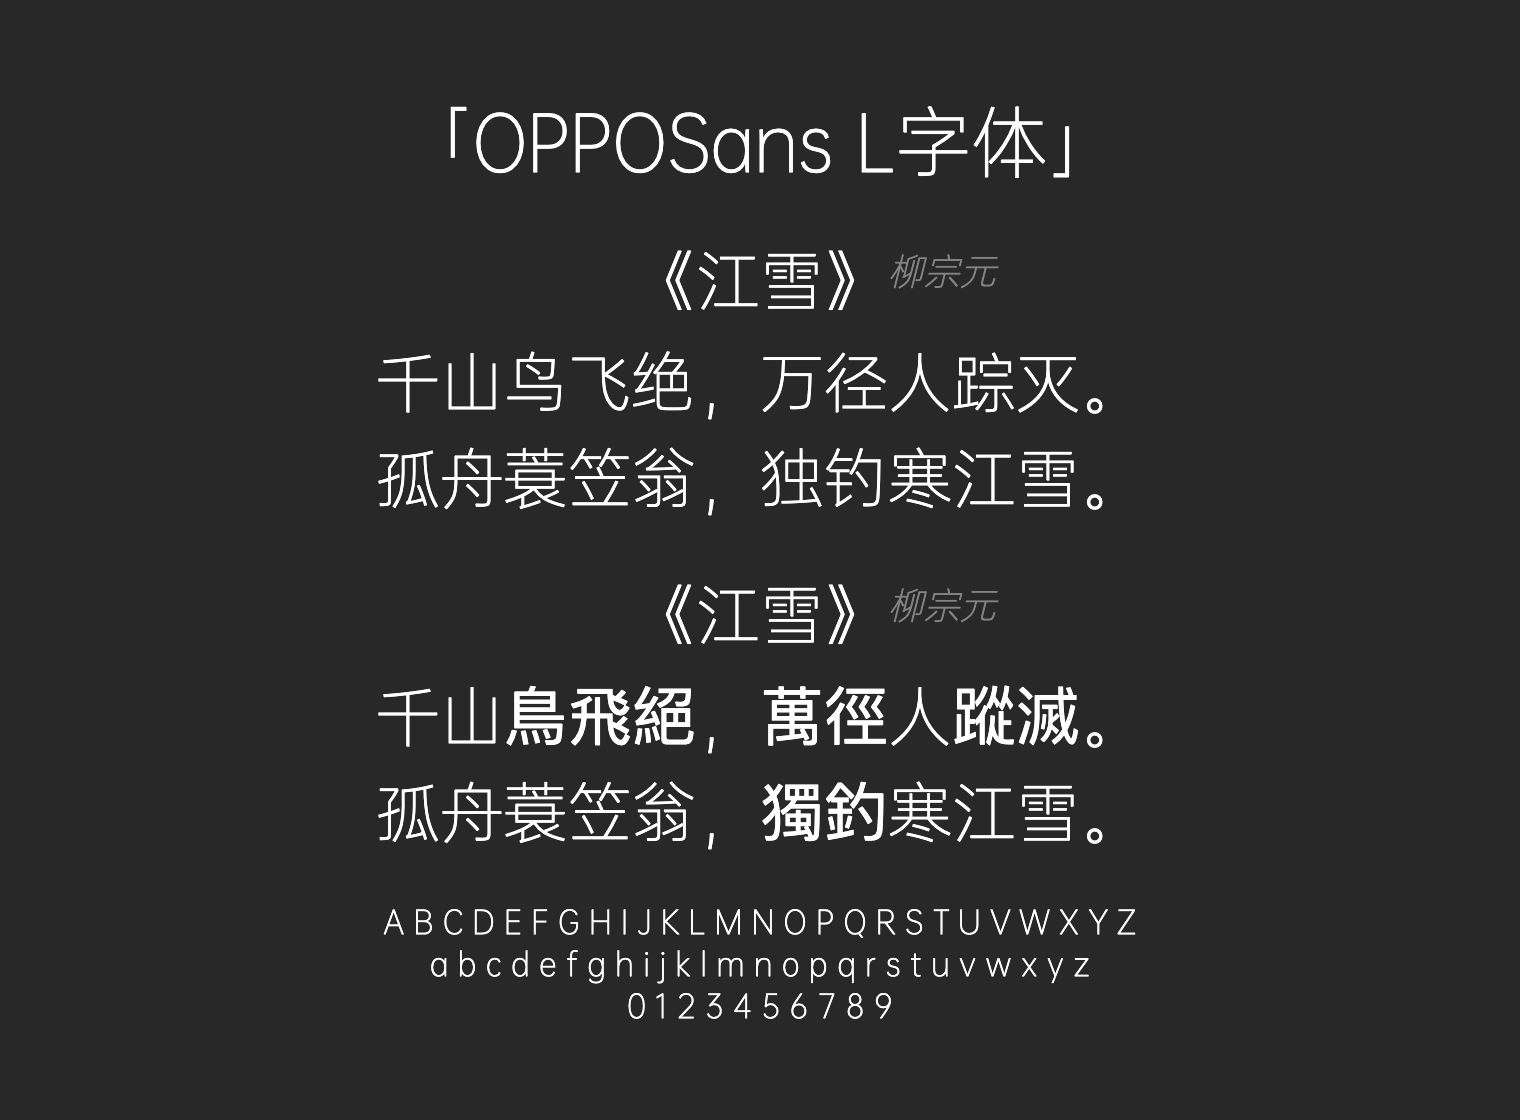 「OPPOSans L字体」
《江雪》 柳宗元
千山鸟飞绝，万径人踪灭。
孤舟蓑笠翁，独钓寒江雪。
《江雪》 柳宗元
千山鳥飛絕，萬徑人蹤滅。
孤舟蓑笠翁，獨釣寒江雪。
A B C D E F G H I J K L M N O P Q R S T U V W X Y Z
a b c d e f g h i j k l m n o p q r s t u v w x y z
0 1 2 3 4 5 6 7 8 9